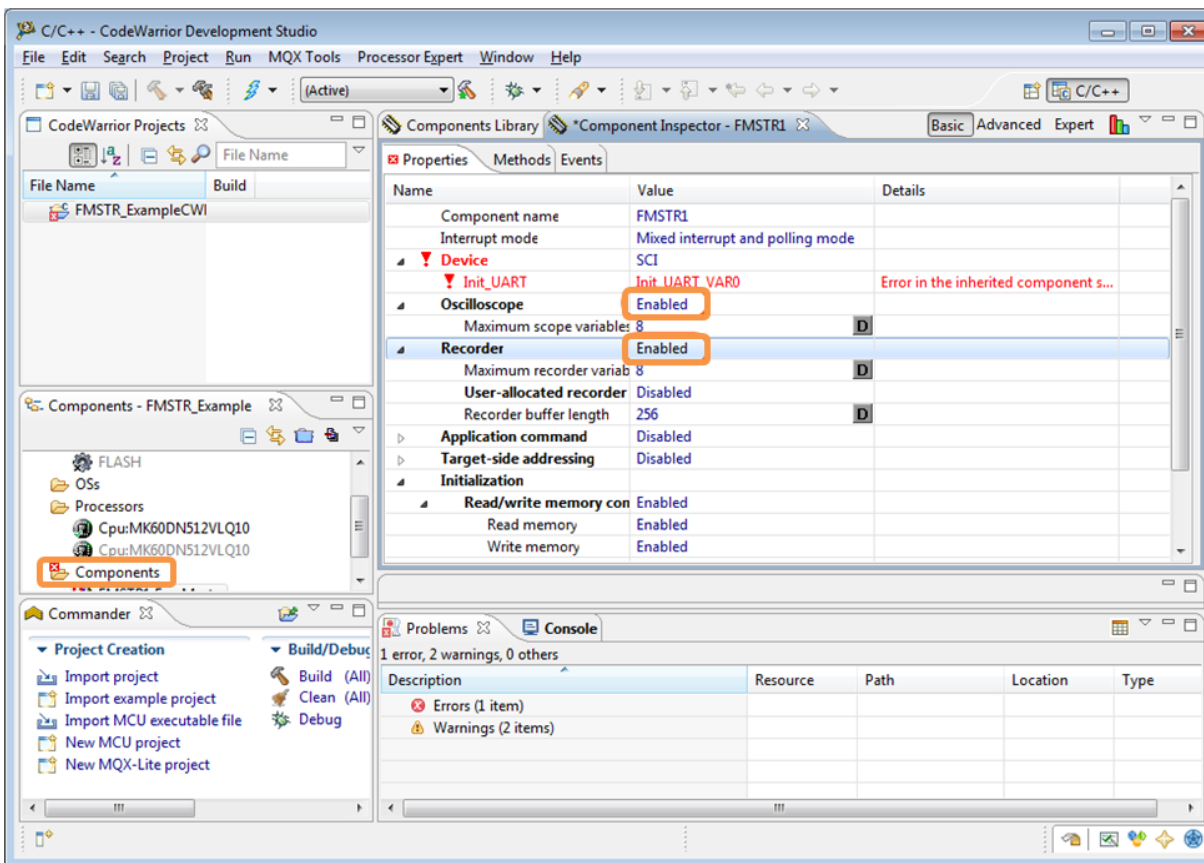 C/C++ - CodeWarrior Development Studio
File Edit Search Project Run MQX Tools Processor Expert Window Help
(Active)
C/C++
CodeWarrior Projects
File Name
File Name Build
FMSTR_ExampleCWI
Components Library *Component Inspector - FMSTR1
Basic Advanced Expert
Properties Methods Events
Name Value Details
Component name FMSTR1
Interrupt mode Mixed interrupt and polling mode
Device SCI
Init_UART Init_UART_VAR0 Error in the inherited component s...
Oscilloscope Enabled
Maximum scope variables 8 D
Recorder Enabled
Maximum recorder variab 8 D
User-allocated recorder Disabled
Recorder buffer length 256 D
Application command Disabled
Target-side addressing Disabled
Initialization
Read/write memory con Enabled
Read memory Enabled
Write memory Enabled
Components - FMSTR_Example
FLASH
OSs
Processors
Cpu:MK60DN512VLQ10
Cpu:MK60DN512VLQ10
Components
Commander
Project Creation
Import project
Import example project
Import MCU executable file
New MCU project
New MQX-Lite project
Build/Debug
Build (All)
Clean (All)
Debug
Problems Console
1 error, 2 warnings, 0 others
Description Resource Path Location Type
Errors (1 item)
Warnings (2 items)